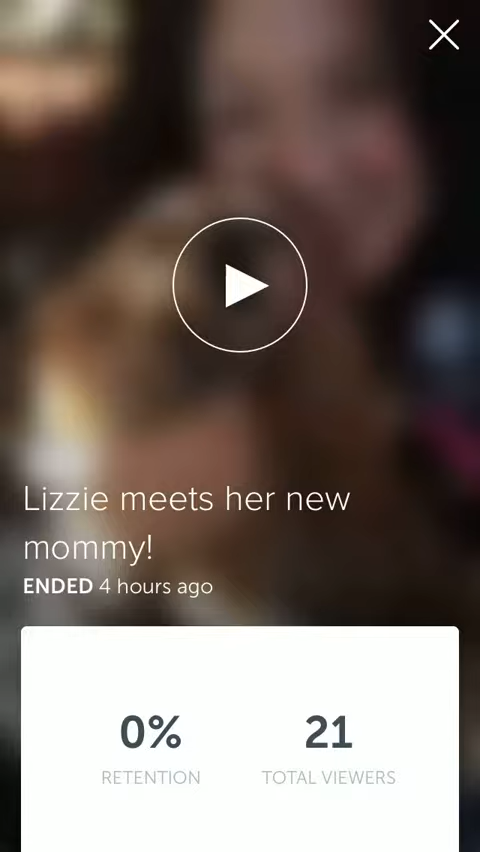 Lizzie meets her new
mommy!
ENDED 4 hours ago
0% 21
RETENTION TOTAL VIEWERS